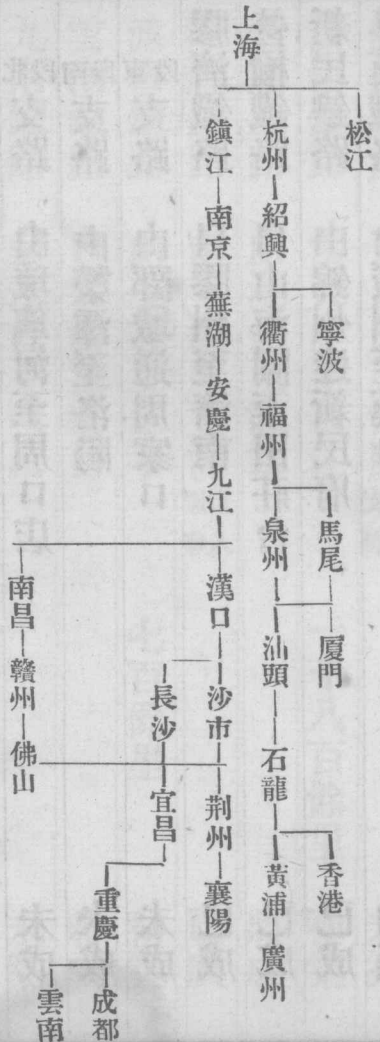 上海
松江
杭州—紹興—衢州—福州—泉州—汕頭—石龍—黃浦—廣州
寧波
馬尾—厦門
香港
鎭江—南京—蕪湖—安慶—九江—漢口—沙市—荆州—襄陽
長沙—宜昌
重慶—成都
雲南
南昌—贛州—佛山